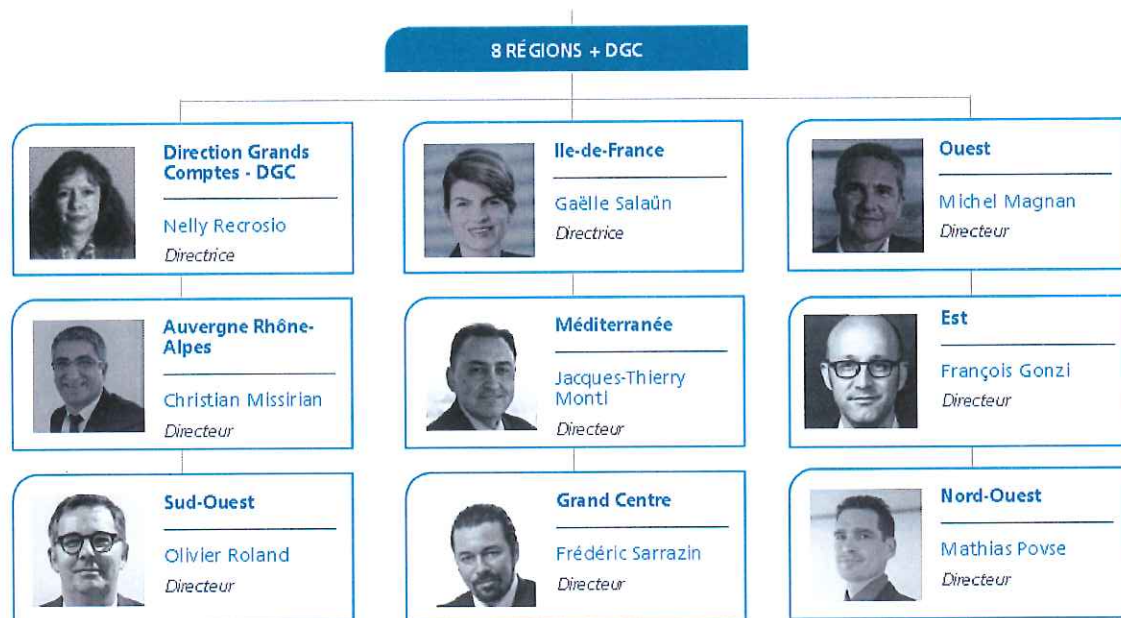 8 RÉGIONS + DGC
Direction Grands
Comptes - DGC
Nelly Recrosio
Directrice
Ile-de-France
Gaëlle Salaün
Directrice
Ouest
Michel Magnan
Directeur
Auvergne Rhône-
Alpes
Christian Missirian
Directeur
Méditerranée
Jacques-Thierry
Monti
Directeur
Est
François Gonzi
Directeur
Sud-Ouest
Olivier Roland
Directeur
Grand Centre
Frédéric Sarrazin
Directeur
Nord-Ouest
Mathias Povse
Directeur